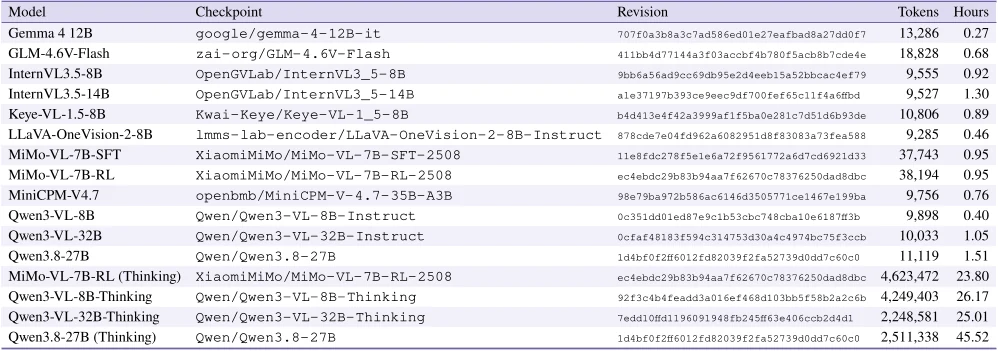 Model Checkpoint Revision Tokens Hours
Gemma 4 12B google/gemma-4-12B-it 707f0a3b8a3c7ad586ed01e27eafbad8a27dd0f7 13,286 0.27
GLM-4.6V-Flash zai-org/GLM-4.6V-Flash 411bb4d77144a3f03accbf4b780f5acb8b7cde4e 18,828 0.68
InternVL3.5-8B OpenGVLab/InternVL3_5-8B 9bb6a56ad9cc69db95e2d4eeb15a52bbcac4ef79 9,555 0.92
InternVL3.5-14B OpenGVLab/InternVL3_5-14B a1e37197b393ce9eec9df700fef65c11f4a6ffbd 9,527 1.30
Keye-VL-1.5-8B Kwai-Keye/Keye-VL-1_5-8B b4d413e4f42a3999af1f5ba0e281c7d51d6b93de 10,806 0.89
LLaVA-OneVision-2-8B lmms-lab-encoder/LLaVA-OneVision-2-8B-Instruct 878cde7e04fd962a6082951d8f83083a73fea588 9,285 0.46
MiMo-VL-7B-SFT XiaomiMiMo/MiMo-VL-7B-SFT-2508 11e8fdc278f5e1e6a72f9561772a6d7cd6921d33 37,743 0.95
MiMo-VL-7B-RL XiaomiMiMo/MiMo-VL-7B-RL-2508 ec4ebdc29b83b94aa7f62670c78376250dad8dbc 38,194 0.95
MiniCPM-V4.7 openbmb/MiniCPM-V-4.7-35B-A3B 98e79ba972b586ac6146d3505771ce1467e199ba 9,756 0.76
Qwen3-VL-8B Qwen/Qwen3-VL-8B-Instruct 0c351dd01ed87e9c1b53cbc748cba10e6187ff3b 9,898 0.40
Qwen3-VL-32B Qwen/Qwen3-VL-32B-Instruct 0cfaf48183f594c314753d30a4c4974bc75f3ccb 10,033 1.05
Qwen3.8-27B Qwen/Qwen3.8-27B 1d4bf0f2ff6012fd82039f2fa52739d0dd7c60c0 11,119 1.51
MiMo-VL-7B-RL (Thinking) XiaomiMiMo/MiMo-VL-7B-RL-2508 ec4ebdc29b83b94aa7f62670c78376250dad8dbc 4,623,472 23.80
Qwen3-VL-8B-Thinking Qwen/Qwen3-VL-8B-Thinking 92f3c4b4feadd3a016ef468d103bb5f58b2a2c6b 4,249,403 26.17
Qwen3-VL-32B-Thinking Qwen/Qwen3-VL-32B-Thinking 7edd10ffd1196091948fb245ff63e406ccb2d4d1 2,248,581 25.01
Qwen3.8-27B (Thinking) Qwen/Qwen3.8-27B 1d4bf0f2ff6012fd82039f2fa52739d0dd7c60c0 2,511,338 45.52